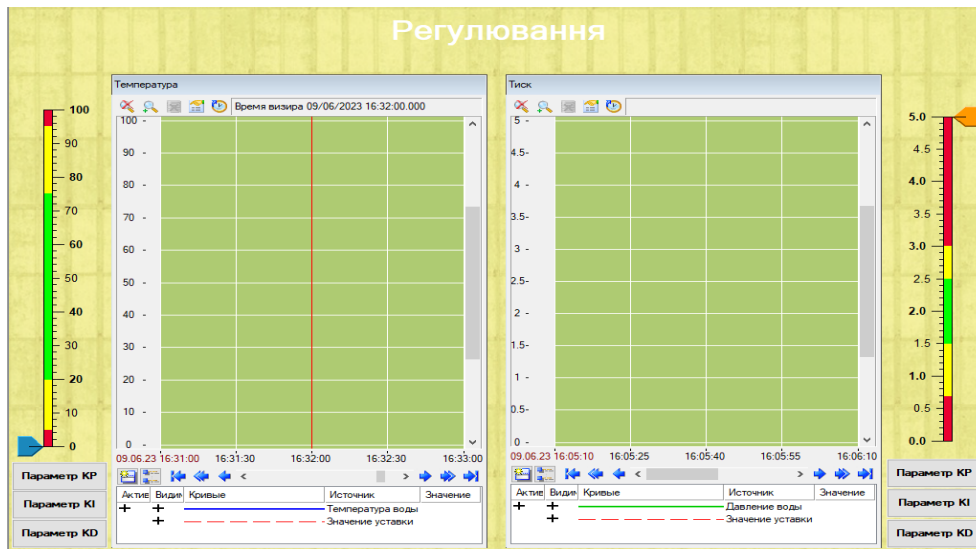 Регулювання
Температура
Время визира 09/06/2023 16:32:00.000
100 -
90 -
80 -
70 -
60 -
50 -
40 -
30 -
20 -
10 -
0 -
09.06.23 16:31:00 16:31:30 16:32:00 16:32:30 16:33:00
Актив Видим Кривые Источник Значение
Температура воды
Значение уставки
100
90
80
70
60
50
40
30
20
10
0
Параметр KP
Параметр KI
Параметр KD
Тиск
5 -
4.5-
4 -
3.5-
3 -
2.5-
2 -
1.5-
1 -
0.5-
0 -
09.06.23 16:05:10 16:05:25 16:05:40 16:05:55 16:06:10
Актив Видим Кривые Источник Значение
Давление воды
Значение уставки
5.0
4.5
4.0
3.5
3.0
2.5
2.0
1.5
1.0
0.5
0.0
Параметр KP
Параметр KI
Параметр KD